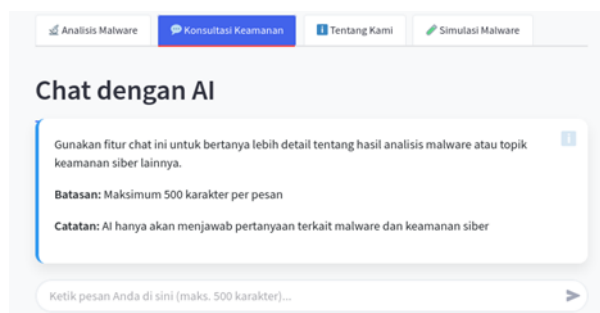 Analisis Malware
Konsultasi Keamanan
Tentang Kami
Simulasi Malware
Chat dengan AI
Gunakan fitur chat ini untuk bertanya lebih detail tentang hasil analisis malware atau topik
keamanan siber lainnya.
Batasan: Maksimum 500 karakter per pesan
Catatan: AI hanya akan menjawab pertanyaan terkait malware dan keamanan siber
Ketik pesan Anda di sini (maks. 500 karakter)...